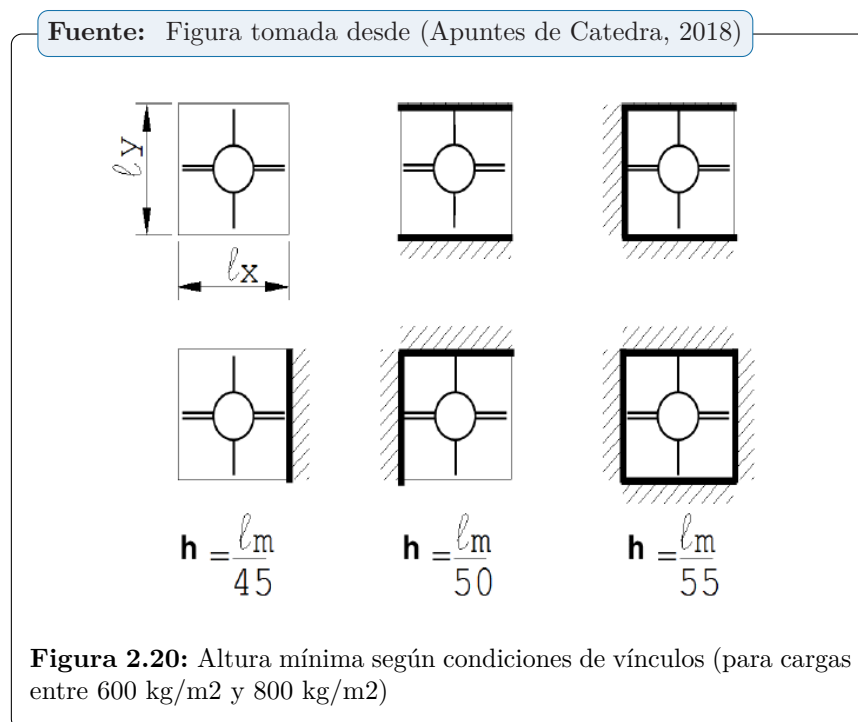 Fuente: Figura tomada desde (Apuntes de Catedra, 2018)
ℓy
ℓx
h = ℓm/45
h = ℓm/50
h = ℓm/55
Figura 2.20: Altura mínima según condiciones de vínculos (para cargas
entre 600 kg/m2 y 800 kg/m2)